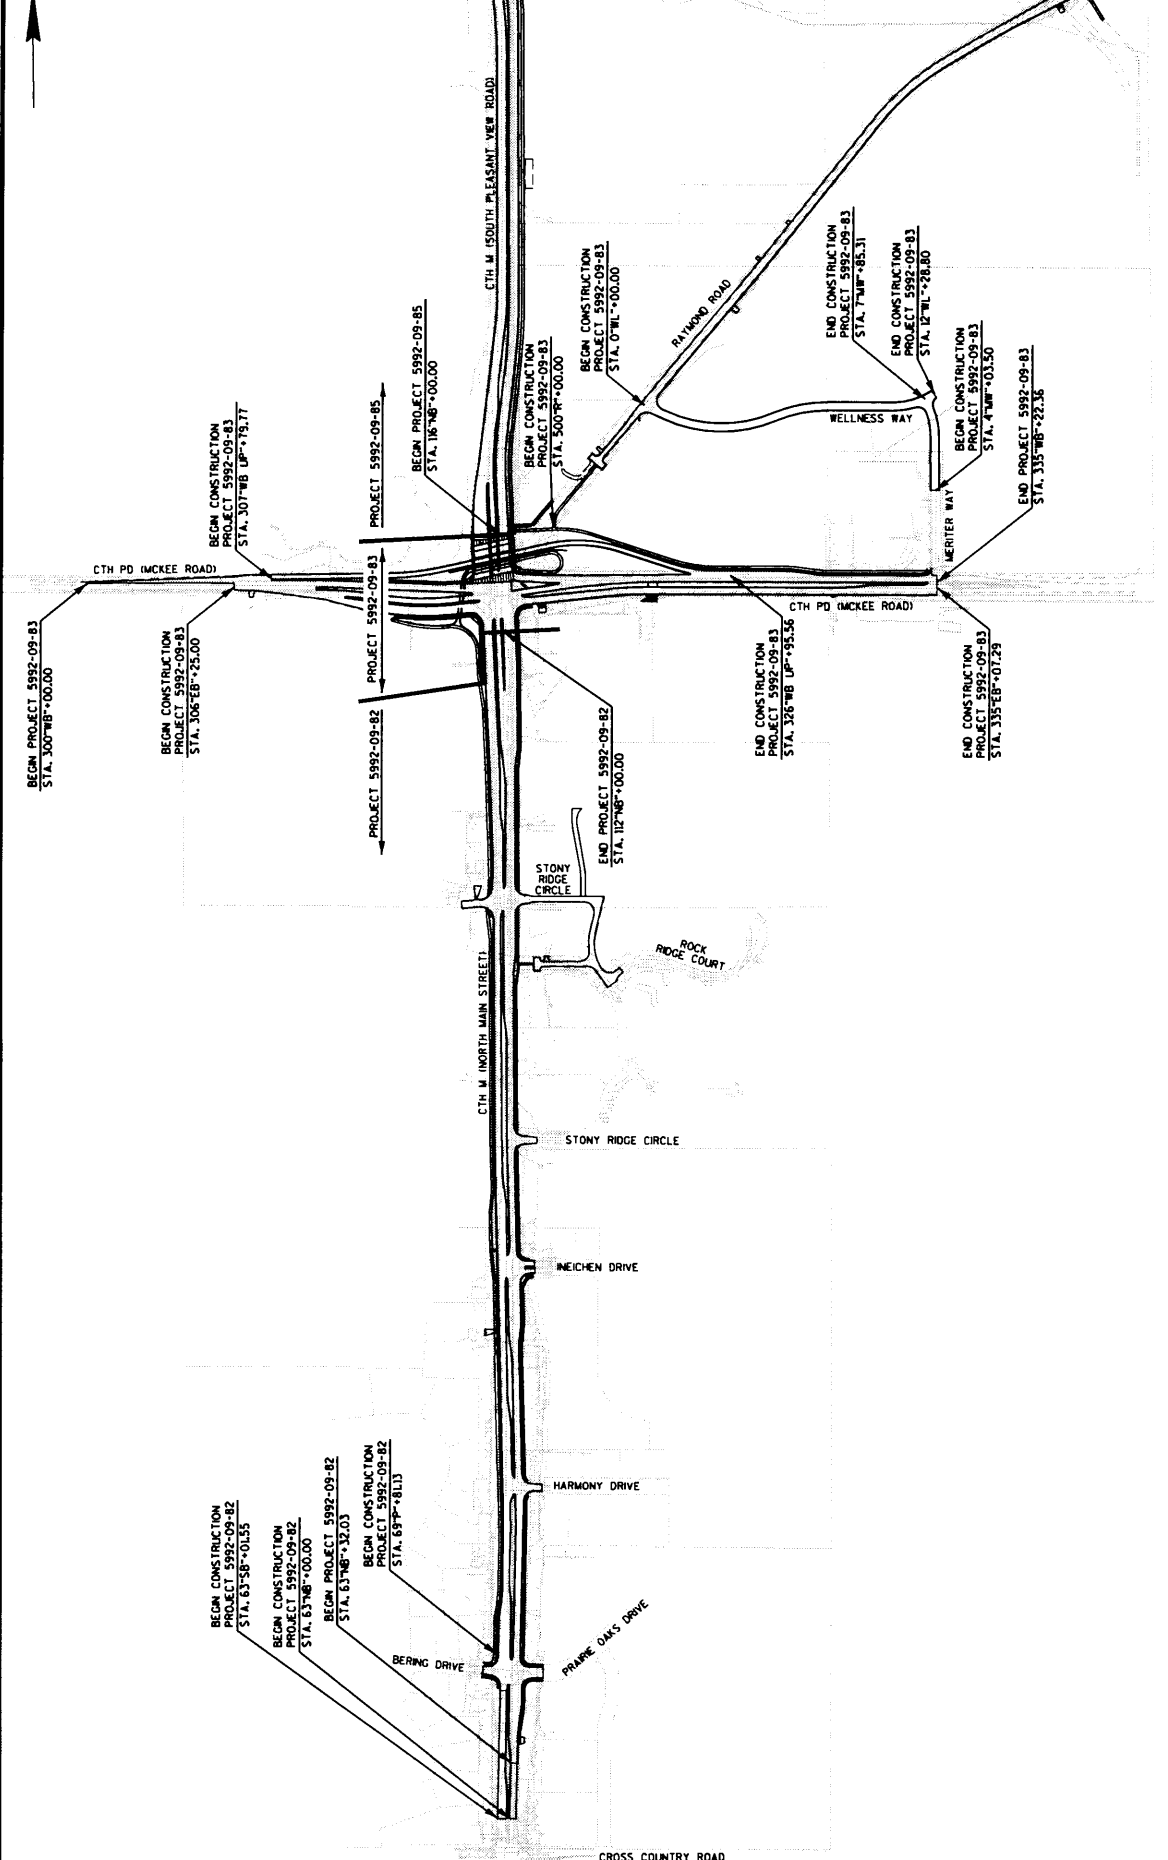 CTH M (SOUTH PLEASANT VIEW ROAD)
RAYMOND ROAD
BEGIN CONSTRUCTION
PROJECT 5992-09-83
STA. 0"WL"+00.00
END CONSTRUCTION
PROJECT 5992-09-83
STA. 7"MW"+85.31
END CONSTRUCTION
PROJECT 5992-09-83
STA. 12"WL"+28.80
BEGIN CONSTRUCTION
PROJECT 5992-09-83
STA. 4"MW"+03.50
END PROJECT 5992-09-83
STA. 335"WB"+22.36
BEGIN PROJECT 5992-09-85
STA. 116"NB"+00.00
BEGIN CONSTRUCTION
PROJECT 5992-09-83
STA. 500"R"+00.00
BEGIN CONSTRUCTION
PROJECT 5992-09-83
STA. 307"WB UP"+79.77
PROJECT 5992-09-85
WELLNESS WAY
MERITER WAY
CTH PD (MCKEE ROAD)
PROJECT 5992-09-83
CTH PD (MCKEE ROAD)
BEGIN PROJECT 5992-09-83
STA. 300"WB"+00.00
BEGIN CONSTRUCTION
PROJECT 5992-09-83
STA. 306"EB"+25.00
PROJECT 5992-09-82
END PROJECT 5992-09-82
STA. 112"NB"+00.00
END CONSTRUCTION
PROJECT 5992-09-83
STA. 326"WB UP"+95.56
END CONSTRUCTION
PROJECT 5992-09-83
STA. 335"EB"+07.29
STONY
RIDGE
CIRCLE
ROCK
RIDGE COURT
CTH M (NORTH MAIN STREET)
STONY RIDGE CIRCLE
INEICHEN DRIVE
HARMONY DRIVE
BEGIN CONSTRUCTION
PROJECT 5992-09-82
STA. 63"SB"+01.55
BEGIN CONSTRUCTION
PROJECT 5992-09-82
STA. 63"NB"+00.00
BEGIN PROJECT 5992-09-82
STA. 63"NB"+32.03
BEGIN CONSTRUCTION
PROJECT 5992-09-82
STA. 69"P"+81.13
BERING DRIVE
PRAIRIE OAKS DRIVE
CROSS COUNTRY ROAD